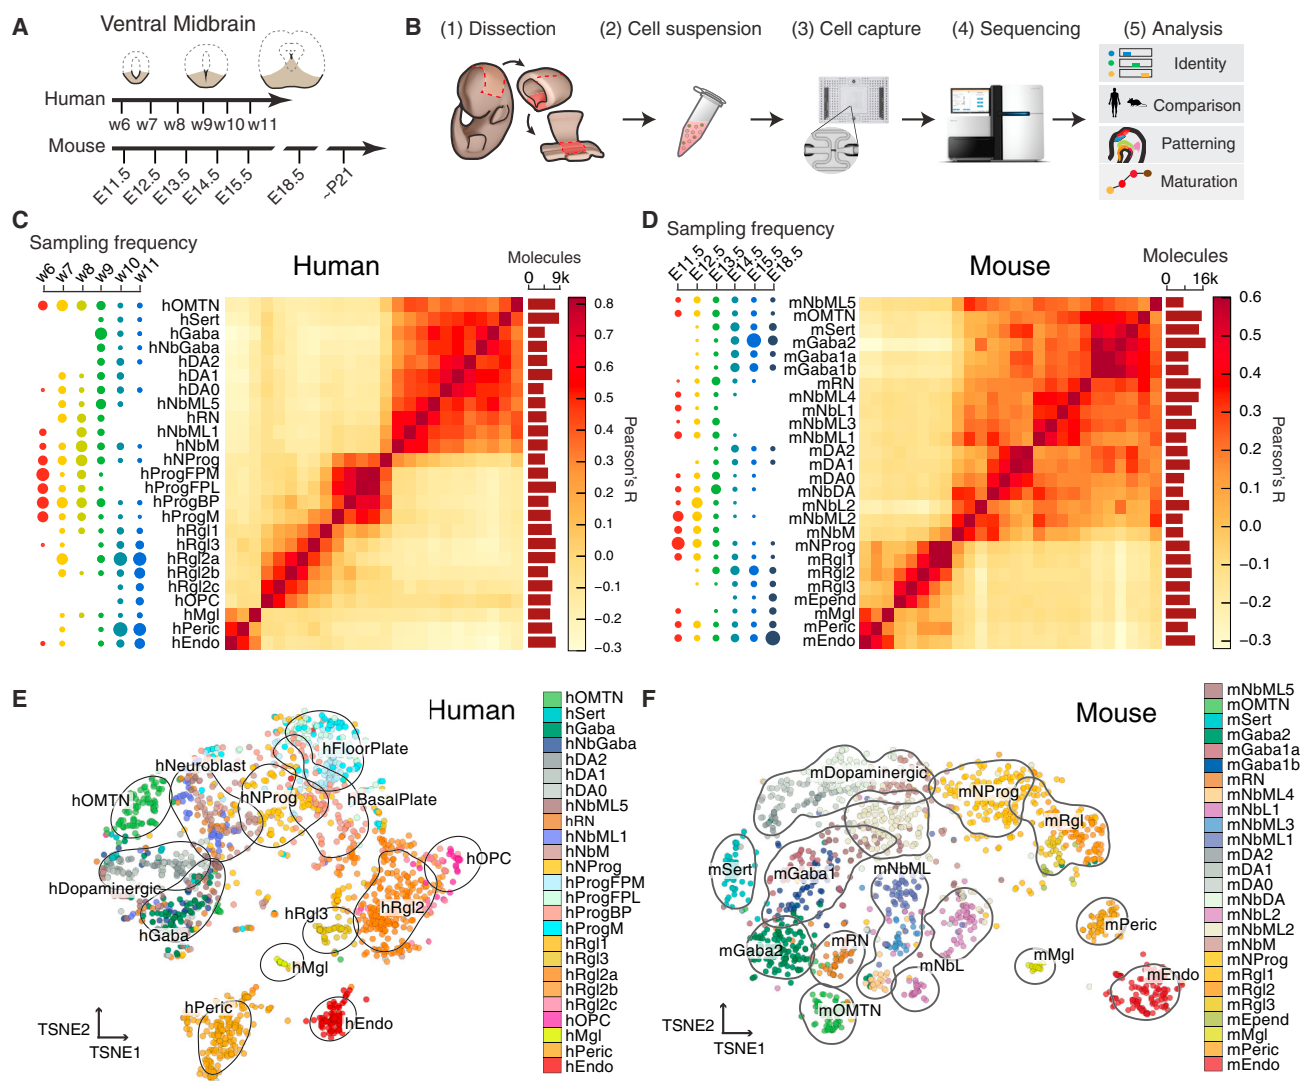 A
Ventral Midbrain
Human
w6 w7 w8 w9 w10 w11
Mouse
E11.5 E12.5 E13.5 E14.5 E15.5 E18.5 ~P21
B
(1) Dissection (2) Cell suspension (3) Cell capture (4) Sequencing (5) Analysis
Identity
Comparison
Patterning
Maturation
C
Sampling frequency
w6 w7 w8 w9 w10 w11
Human
Molecules
0 9k
hOMTN
hSert
hGaba
hNbGaba
hDA2
hDA1
hDA0
hNbML5
hRN
hNbML1
hNbM
hNProg
hProgFPM
hProgFPL
hProgBP
hProgM
hRgl1
hRgl3
hRgl2a
hRgl2b
hRgl2c
hOPC
hMgl
hPeric
hEndo
0.8
0.7
0.6
0.5
0.4
0.3
0.2
0.1
0.0
−0.1
−0.2
−0.3
Pearson's R
D
Sampling frequency
E11.5 E12.5 E13.5 E14.5 E15.5 E18.5
Mouse
Molecules
0 16k
mNbML5
mOMTN
mSert
mGaba2
mGaba1a
mGaba1b
mRN
mNbML4
mNbL1
mNbML3
mNbML1
mDA2
mDA1
mDA0
mNbDA
mNbL2
mNbML2
mNbM
mNProg
mRgl1
mRgl2
mRgl3
mEpend
mMgl
mPeric
mEndo
0.6
0.5
0.4
0.3
0.2
0.1
0.0
−0.1
−0.2
−0.3
Pearson's R
E
Human
hFloorPlate
hNeuroblast
hOMTN
hNProg
hBasalPlate
hOPC
hDopaminergic
hRgl3
hRgl2
hGaba
hMgl
hPeric
hEndo
TSNE2
TSNE1
hOMTN
hSert
hGaba
hNbGaba
hDA2
hDA1
hDA0
hNbML5
hRN
hNbML1
hNbM
hNProg
hProgFPM
hProgFPL
hProgBP
hProgM
hRgl1
hRgl3
hRgl2a
hRgl2b
hRgl2c
hOPC
hMgl
hPeric
hEndo
F
Mouse
mDopaminergic
mNProg
mRgl
mSert
mGaba1
mNbML
mPeric
mGaba2
mRN
mNbL
mMgl
mEndo
mOMTN
TSNE2
TSNE1
mNbML5
mOMTN
mSert
mGaba2
mGaba1a
mGaba1b
mRN
mNbML4
mNbL1
mNbML3
mNbML1
mDA2
mDA1
mDA0
mNbDA
mNbL2
mNbML2
mNbM
mNProg
mRgl1
mRgl2
mRgl3
mEpend
mMgl
mPeric
mEndo